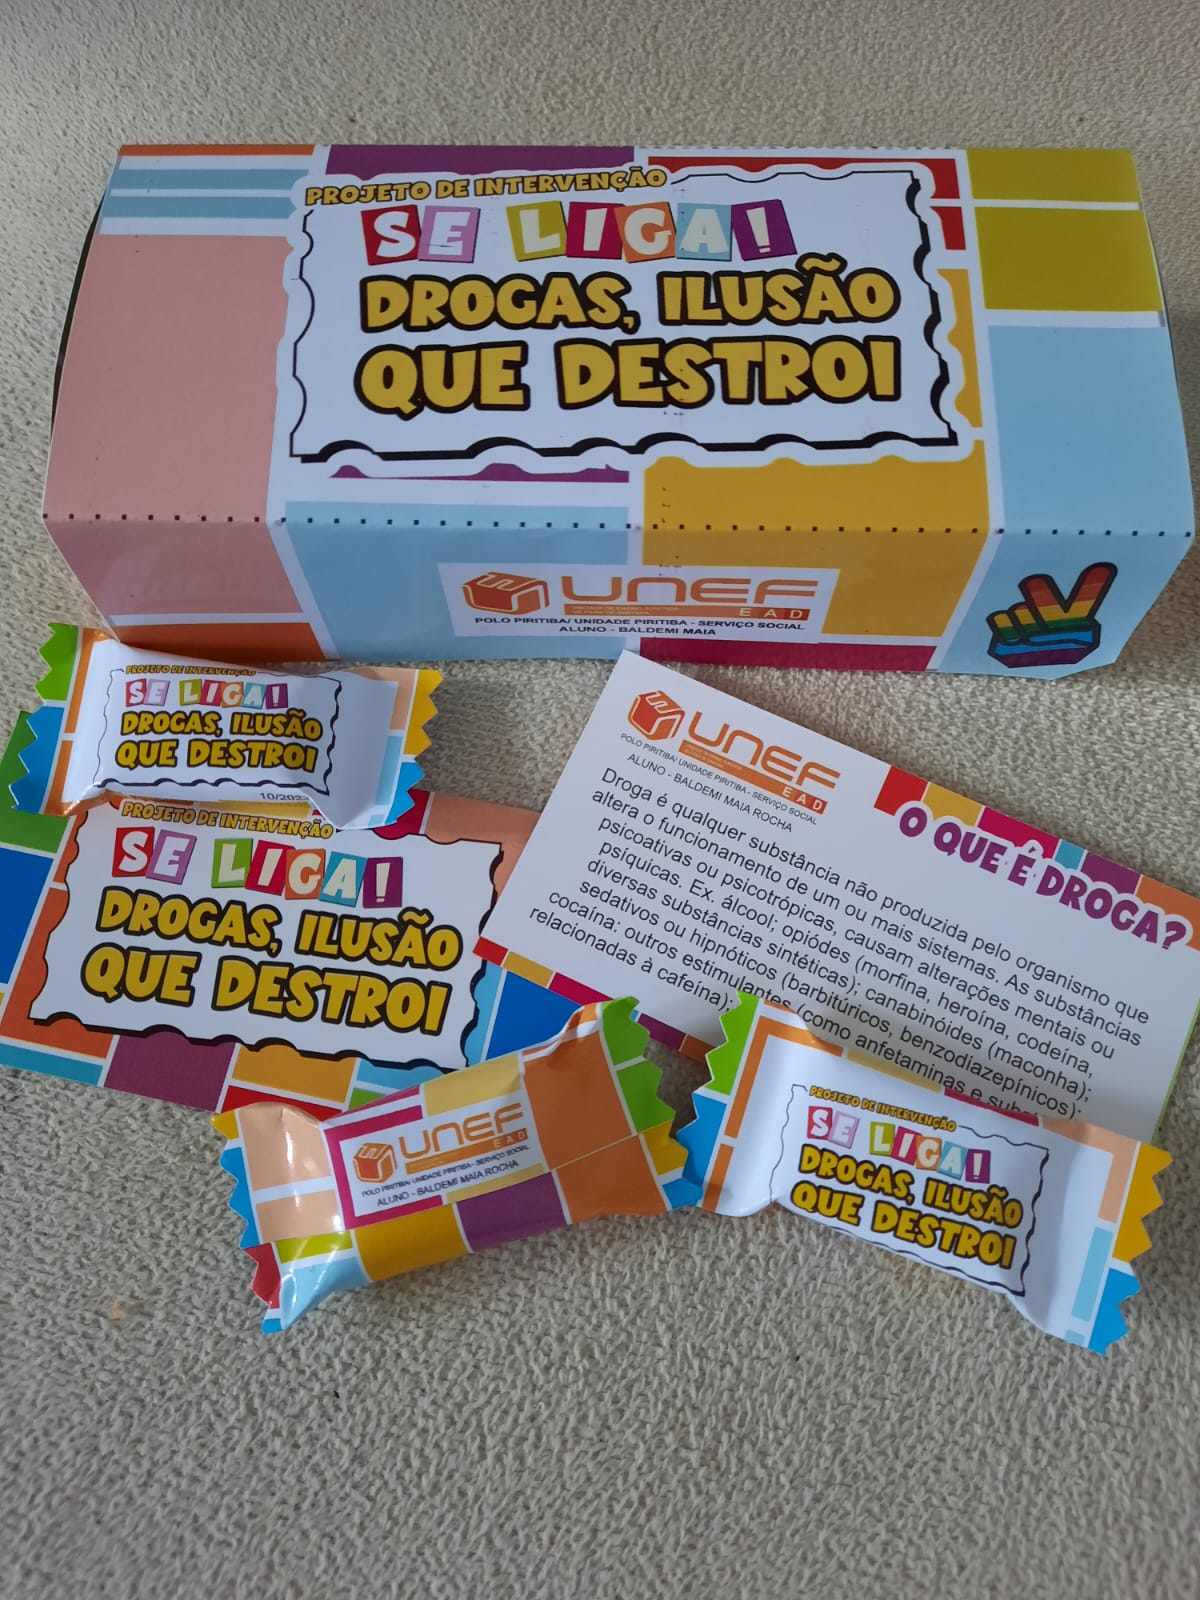 PROJETO DE INTERVENÇÃO
SE LIGA!
DROGAS, ILUSÃO
QUE DESTROI
UNEF
EAD
POLO PIRITIBA/ UNIDADE PIRITIBA - SERVIÇO SOCIAL
ALUNO - BALDEMI MAIA
PROJETO DE INTERVENÇÃO
SE LIGA!
DROGAS, ILUSÃO
QUE DESTROI
PROJETO DE INTERVENÇÃO
SE LIGA!
DROGAS, ILUSÃO
QUE DESTROI
UNEF
EAD
POLO PIRITIBA/ UNIDADE PIRITIBA - SERVIÇO SOCIAL
ALUNO - BALDEMI MAIA ROCHA
O QUE É DROGA?
Droga é qualquer substância não produzida pelo organismo que
altera o funcionamento de um ou mais sistemas. As substâncias
psicoativas ou psicotrópicas, causam alterações mentais ou
psíquicas. Ex. álcool; opióides (morfina, heroína, codeína,
diversas substâncias sintéticas); canabinóides (maconha);
sedativos ou hipnóticos (barbitúricos, benzodiazepínicos);
cocaína: outros estimulantes (como anfetaminas e
relacionadas à cafeína);
UNEF
EAD
POLO PIRITIBA/ UNIDADE PIRITIBA - SERVIÇO SOCIAL
ALUNO - BALDEMI MAIA ROCHA
PROJETO DE INTERVENÇÃO
SE LIGA!
DROGAS, ILUSÃO
QUE DESTROI